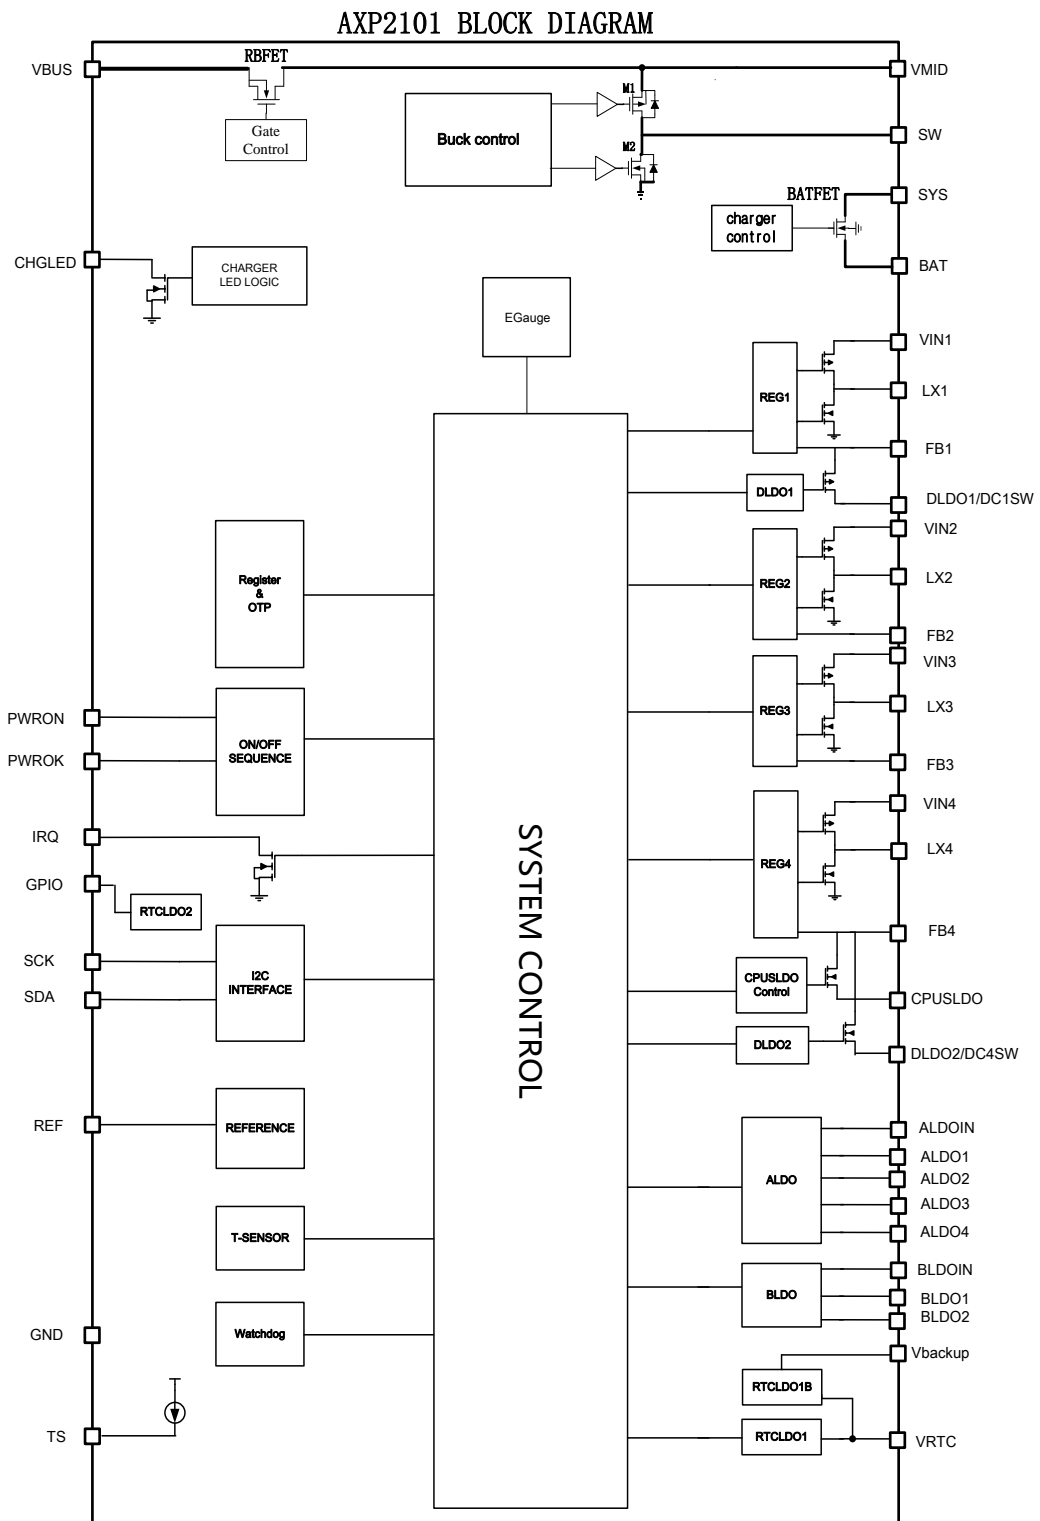 AXP2101 BLOCK DIAGRAM
RBFET
VBUS
VMID
M1
Gate
Control
Buck control
SW
M2
BATFET
SYS
charger
control
CHGLED
CHARGER
LED LOGIC
BAT
EGauge
VIN1
REG1
LX1
FB1
DLDO1
DLDO1/DC1SW
VIN2
Register
&
OTP
REG2
LX2
FB2
VIN3
PWRON
REG3
LX3
ON/OFF
SEQUENCE
PWROK
FB3
VIN4
IRQ
SYSTEM CONTROL
REG4
LX4
GPIO
RTCLDO2
FB4
SCK
I2C
INTERFACE
CPUSLDO
Control
SDA
CPUSLDO
DLDO2
DLDO2/DC4SW
REF
REFERENCE
ALDOIN
ALDO1
ALDO
ALDO2
ALDO3
ALDO4
T-SENSOR
BLDOIN
BLDO
BLDO1
BLDO2
GND
Watchdog
Vbackup
RTCLDO1B
TS
RTCLDO1
VRTC